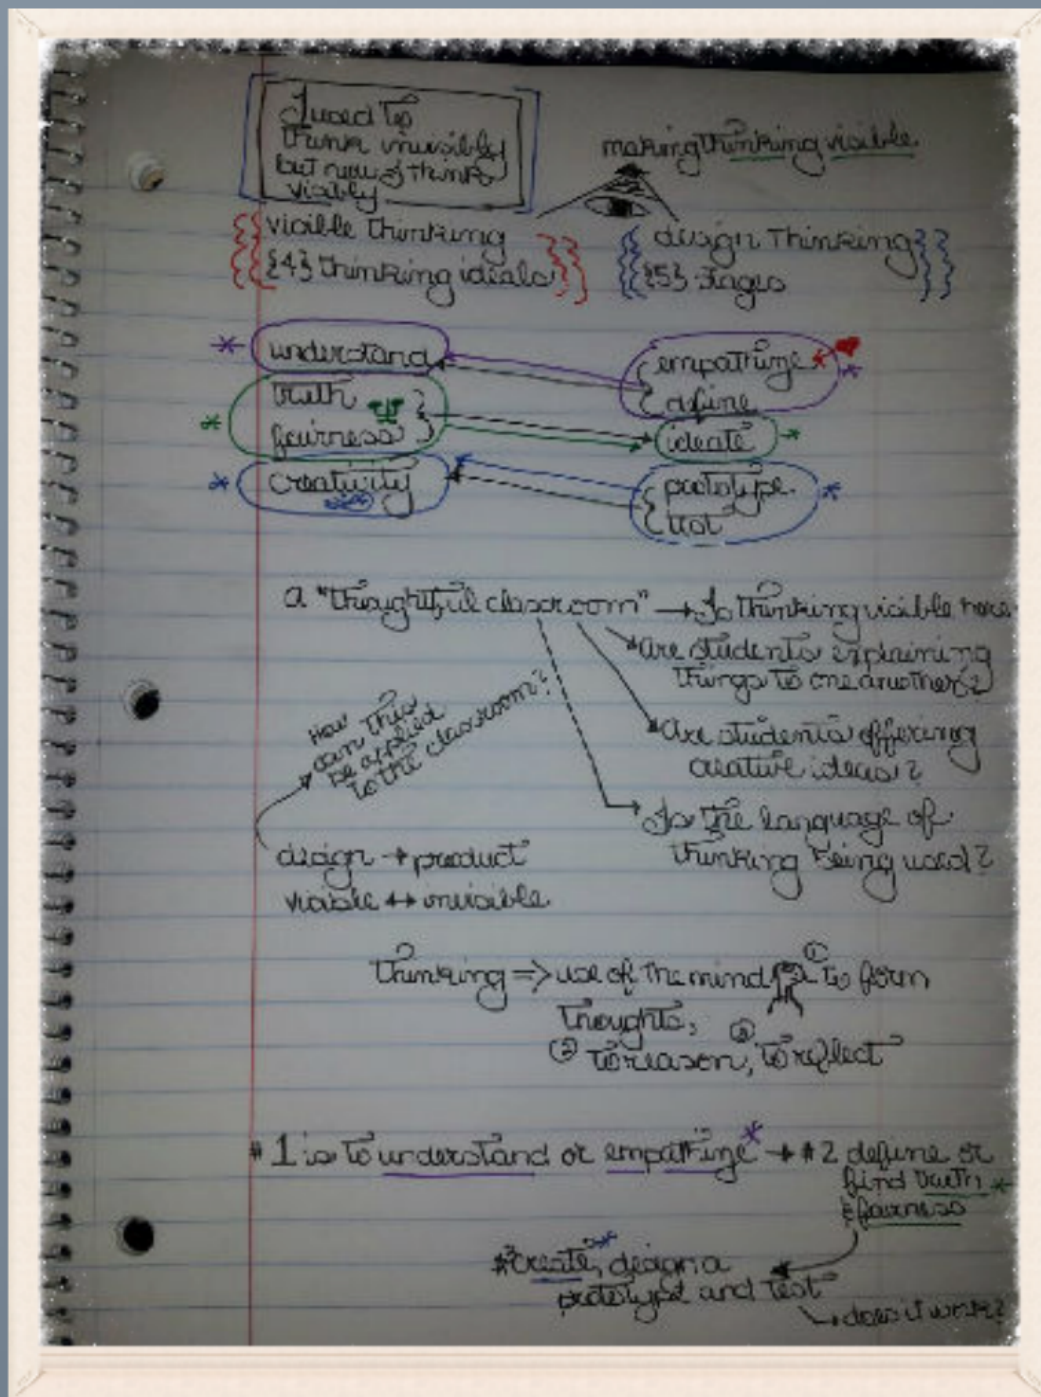 I used to
think invisibly
but now I think
visibly
making thinking visible
visible thinking
{4} thinking ideals
design thinking
{5} stages
understand
truth
fairness
creativity
empathize
define
ideate
prototype
test
a "thoughtful classroom" → Is thinking visible here
Are students explaining
things to one another?
Are students offering
creative ideas?
Is the language of
thinking being used?
How
can this
be applied
to the classroom?
design → product
visible ↔ invisible
thinking => use of the mind ① to form
thoughts,
② to reason, ③ to reflect
#1 is to understand or empathize* → #2 define or
find truth *
& fairness
#3 create,* design a
prototype and test
→ does it work?